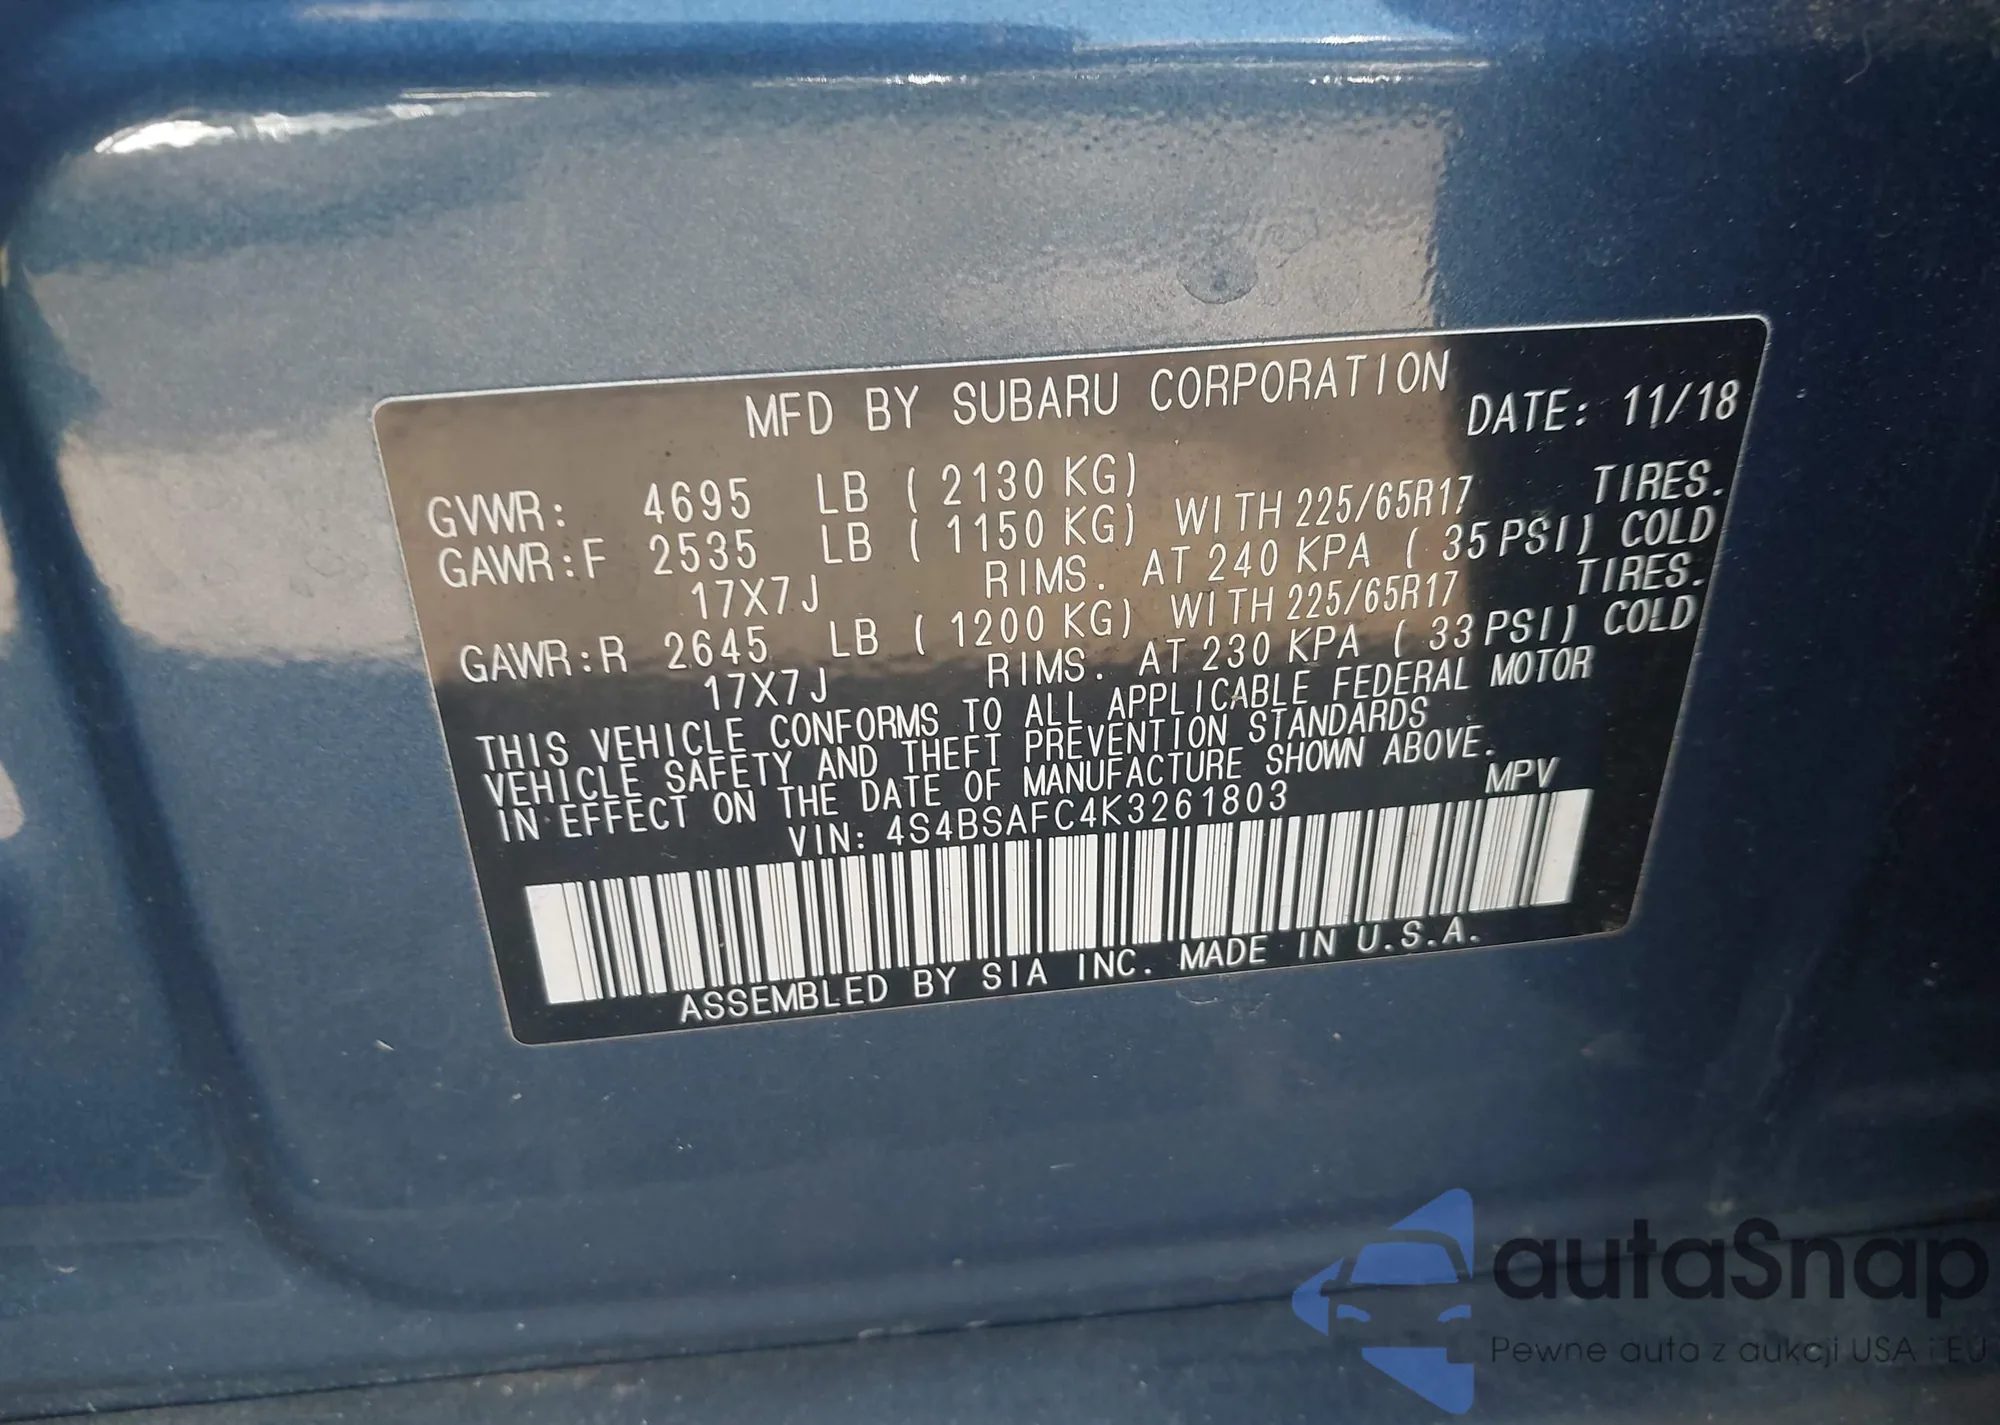 MFD BY SUBARU CORPORATION DATE: 11/18
GVWR: 4695 LB ( 2130 KG)
GAWR:F 2535 LB ( 1150 KG) WITH 225/65R17 TIRES.
17X7J RIMS. AT 240 KPA ( 35 PSI) COLD
GAWR:R 2645 LB ( 1200 KG) WITH 225/65R17 TIRES.
17X7J RIMS. AT 230 KPA ( 33 PSI) COLD
THIS VEHICLE CONFORMS TO ALL APPLICABLE FEDERAL MOTOR
VEHICLE SAFETY AND THEFT PREVENTION STANDARDS
IN EFFECT ON THE DATE OF MANUFACTURE SHOWN ABOVE.
VIN: 4S4BSAFC4K3261803 MPV
ASSEMBLED BY SIA INC. MADE IN U.S.A.
autaSnap
Pewne auta z aukcji USA i EU